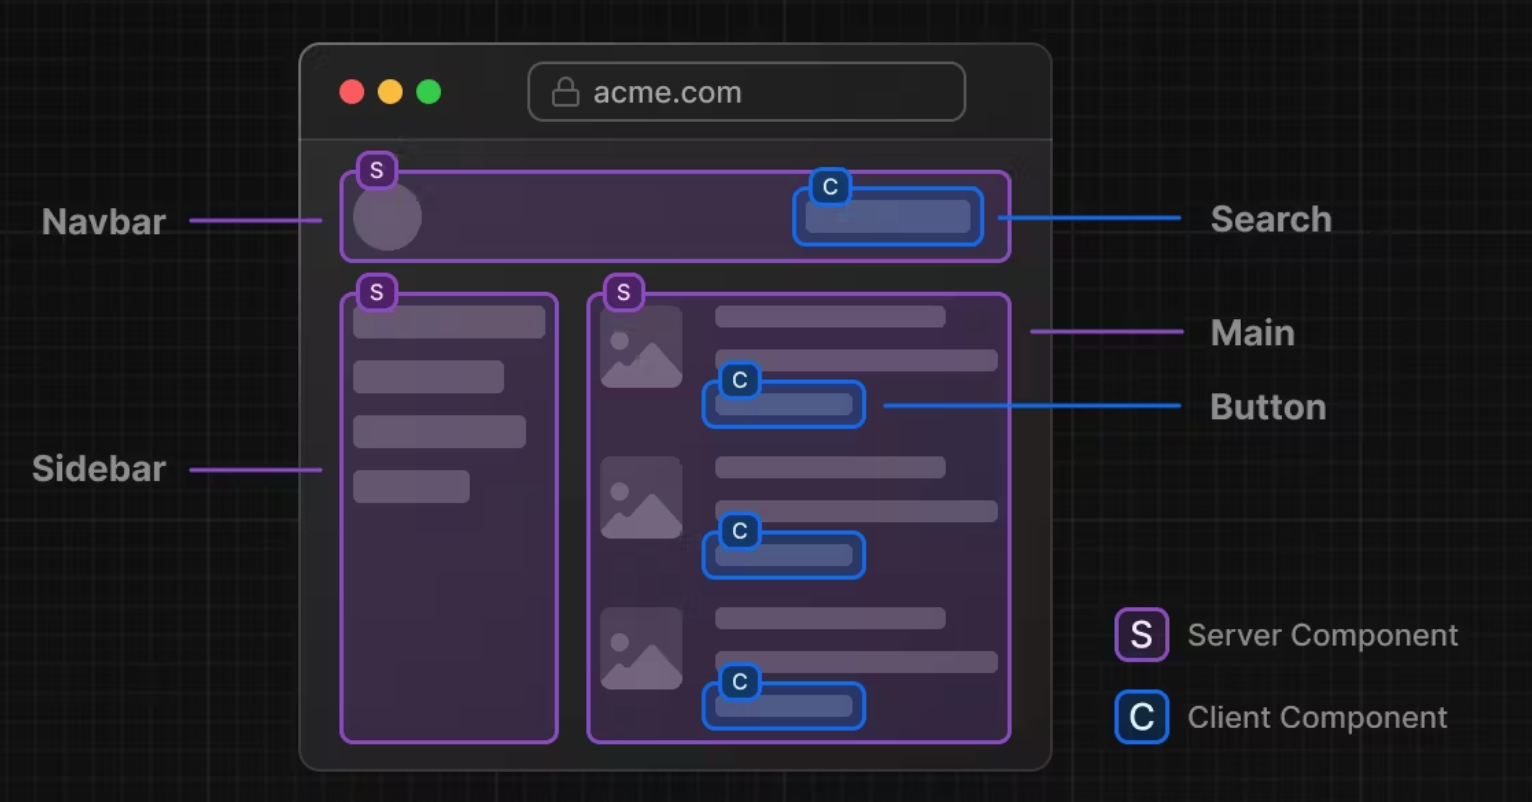 acme.com
S
C
Navbar
Search
S
S
Main
C
Button
Sidebar
C
C
S Server Component
C Client Component